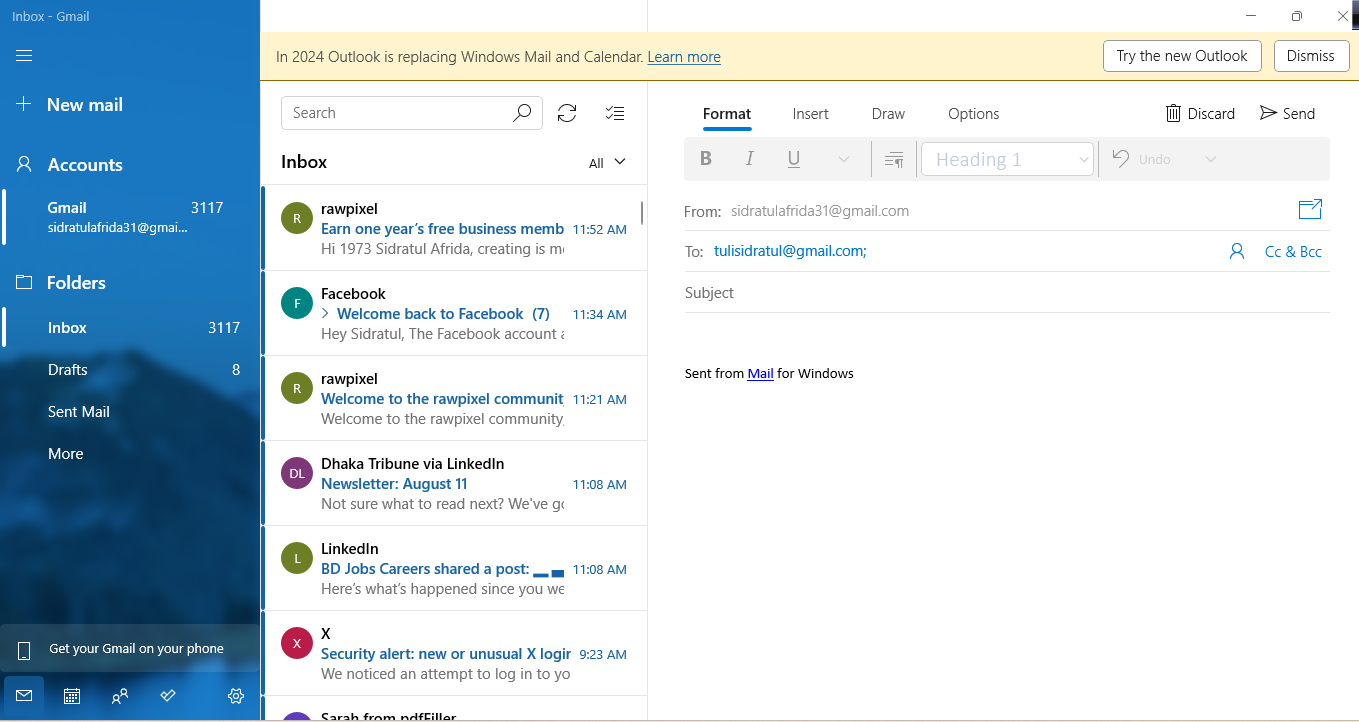 Inbox - Gmail
New mail
Accounts
Gmail 3117
sidratulafrida31@gmai...
Folders
Inbox 3117
Drafts 8
Sent Mail
More
Get your Gmail on your phone
In 2024 Outlook is replacing Windows Mail and Calendar. Learn more
Try the new Outlook
Dismiss
Search
Inbox
All
R
rawpixel
Earn one year's free business memb 11:52 AM
Hi 1973 Sidratul Afrida, creating is
F
Facebook
> Welcome back to Facebook (7) 11:34 AM
Hey Sidratul, The Facebook account
R
rawpixel
Welcome to the rawpixel communit 11:21 AM
Welcome to the rawpixel community,
DL
Dhaka Tribune via LinkedIn
Newsletter: August 11 11:08 AM
Not sure what to read next? We've
L
LinkedIn
BD Jobs Careers shared a post: 11:08 AM
Here's what's happened since you we
X
X
Security alert: new or unusual X login 9:23 AM
We noticed an attempt to log in to yo
Sarah from pdfFiller
Format Insert Draw Options
Discard Send
B I U
Heading 1
Undo
From: sidratulafrida31@gmail.com
To: tulisidratul@gmail.com;
Cc & Bcc
Subject
Sent from Mail for Windows